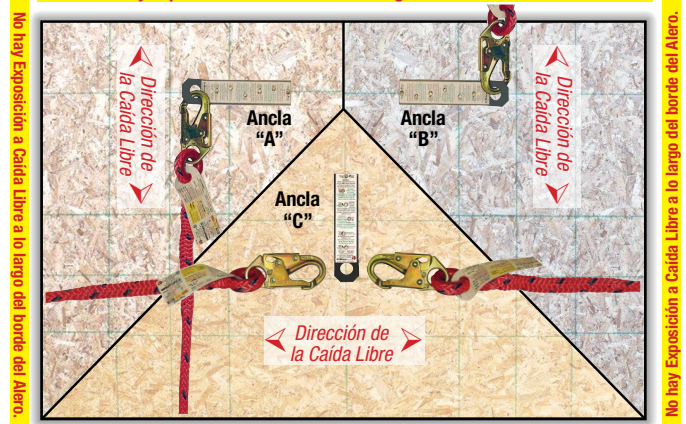 No hay Exposición a Caída Libre a lo largo del borde del Alero.
Dirección de
la Caída Libre
Ancla
“A”
Ancla
“B”
Dirección de
la Caída Libre
Ancla
“C”
Dirección de
la Caída Libre
No hay Exposición a Caída Libre a lo largo del borde del Alero.